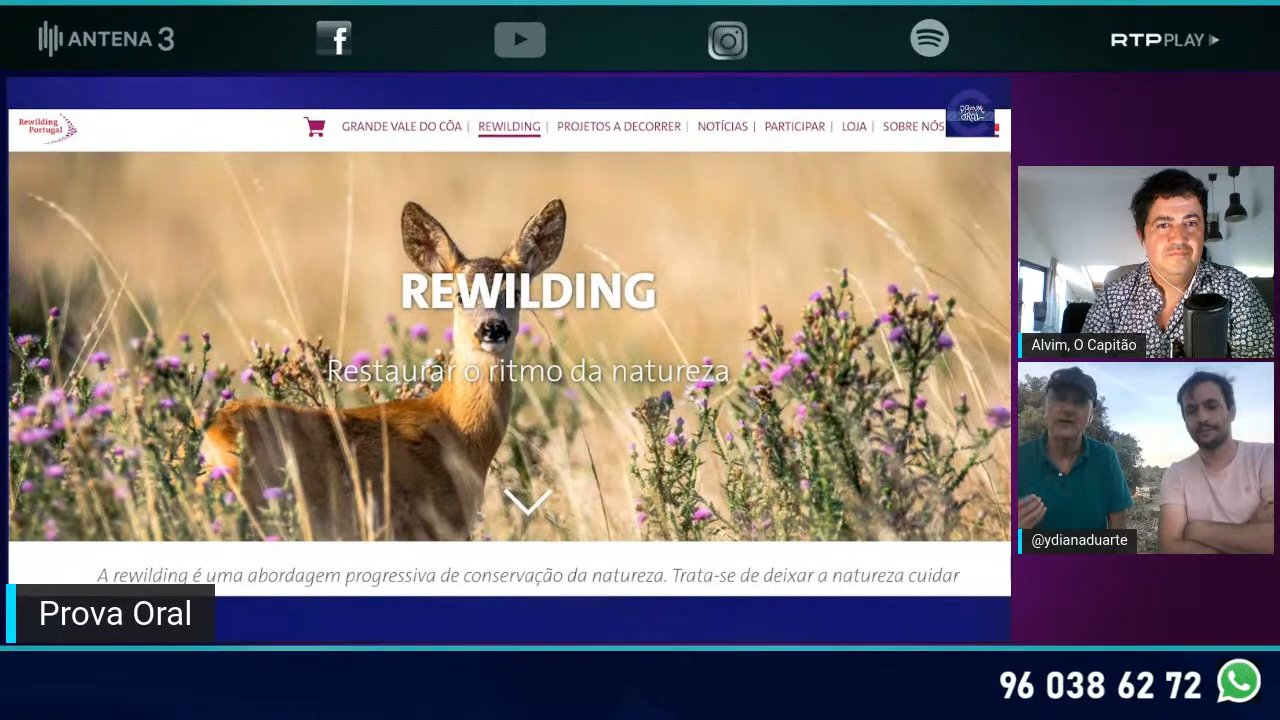 ANTENA 3
RTP PLAY
Rewilding
Portugal
GRANDE VALE DO CÔA | REWILDING | PROJETOS A DECORRER | NOTÍCIAS | PARTICIPAR | LOJA | SOBRE NÓS
PROVA
ORAL
REWILDING
Restaurar o ritmo da natureza
A rewilding é uma abordagem progressiva de conservação da natureza. Trata-se de deixar a natureza cuidar
Prova Oral
Alvim, O Capitão
@ydianaduarte
96 038 62 72